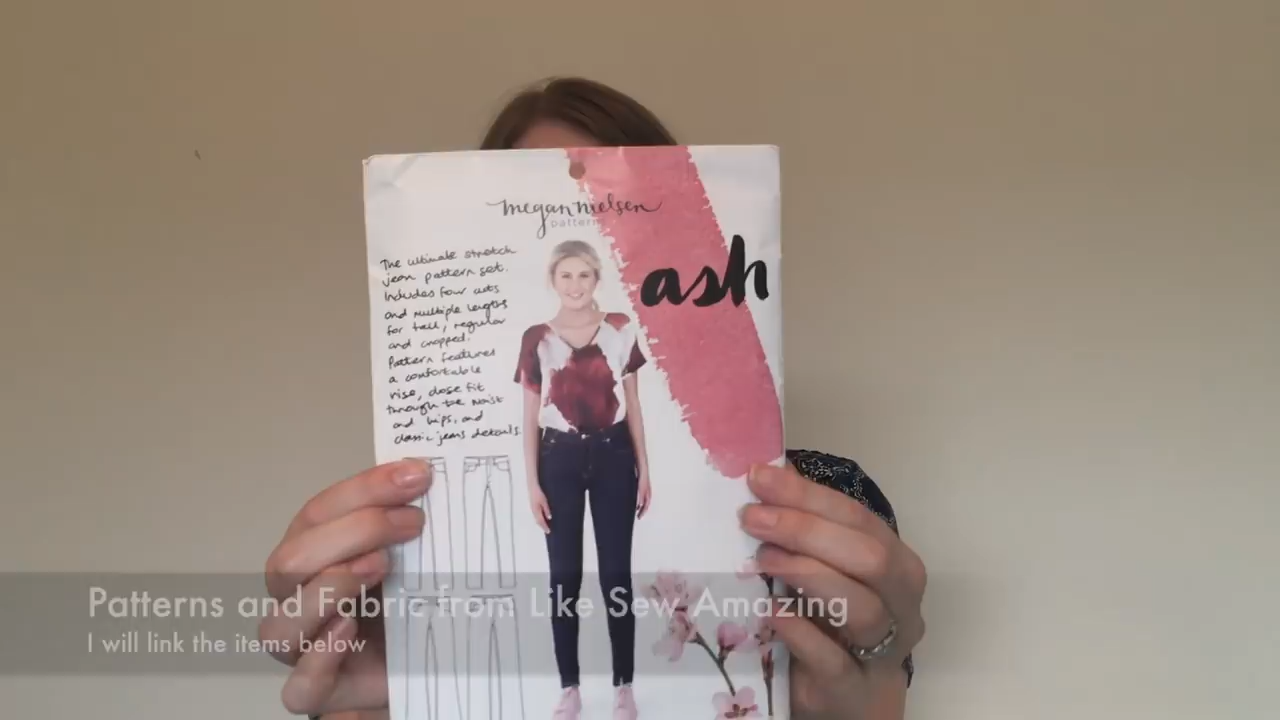 megan nielsen
patterns
ash
The ultimate stretch
jean pattern set.
Includes four cuts
and multiple lengths
for tall, regular
and cropped.
Pattern features
a comfortable
rise, close fit
through the waist
and hips, and
classic jeans details.
Patterns and Fabric from Like Sew Amazing
I will link the items below